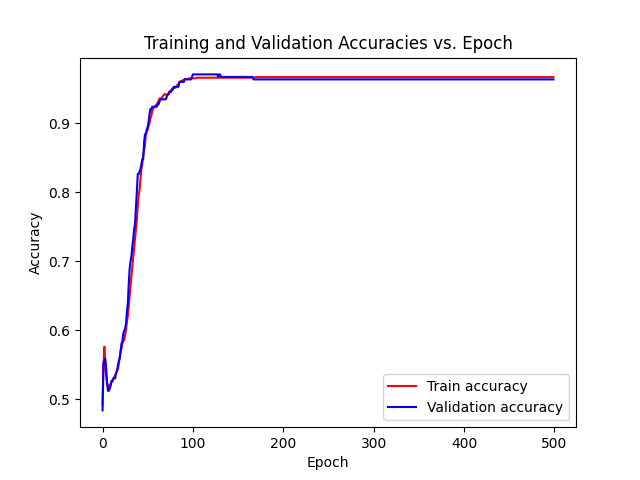 Training and Validation Accuracies vs. Epoch
Accuracy
0.9
0.8
0.7
0.6
0.5
Train accuracy
Validation accuracy
0 100 200 300 400 500
Epoch